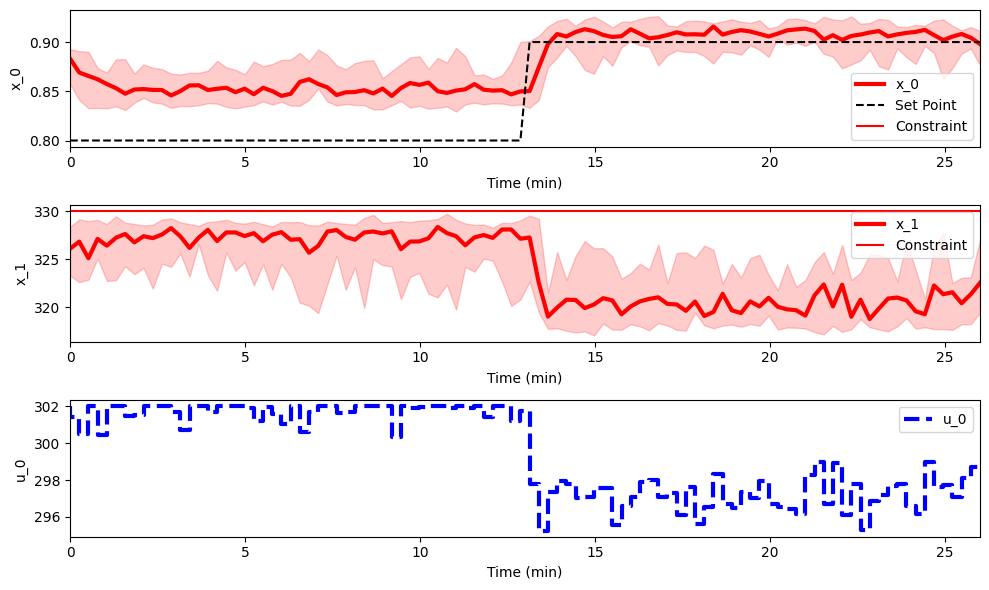 0.90
0.85
0.80
x_0
x_0
Set Point
Constraint
0 5 10 15 20 25
Time (min)
330
325
320
x_1
x_1
Constraint
0 5 10 15 20 25
Time (min)
302
300
298
296
u_0
u_0
0 5 10 15 20 25
Time (min)